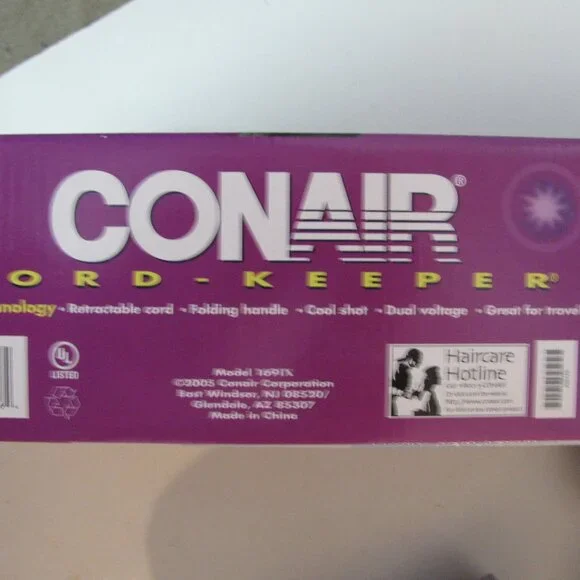 CONAIR®
ORD-KEEPER®
nology ~ Retractable cord ~ Folding handle ~ Cool shot ~ Dual voltage ~ Great for travel
UL
LISTED
Model 169IX
©2005 Conair Corporation
East Windsor, NJ 08520/
Glendale, AZ 85307
Made in China
Haircare
Hotline